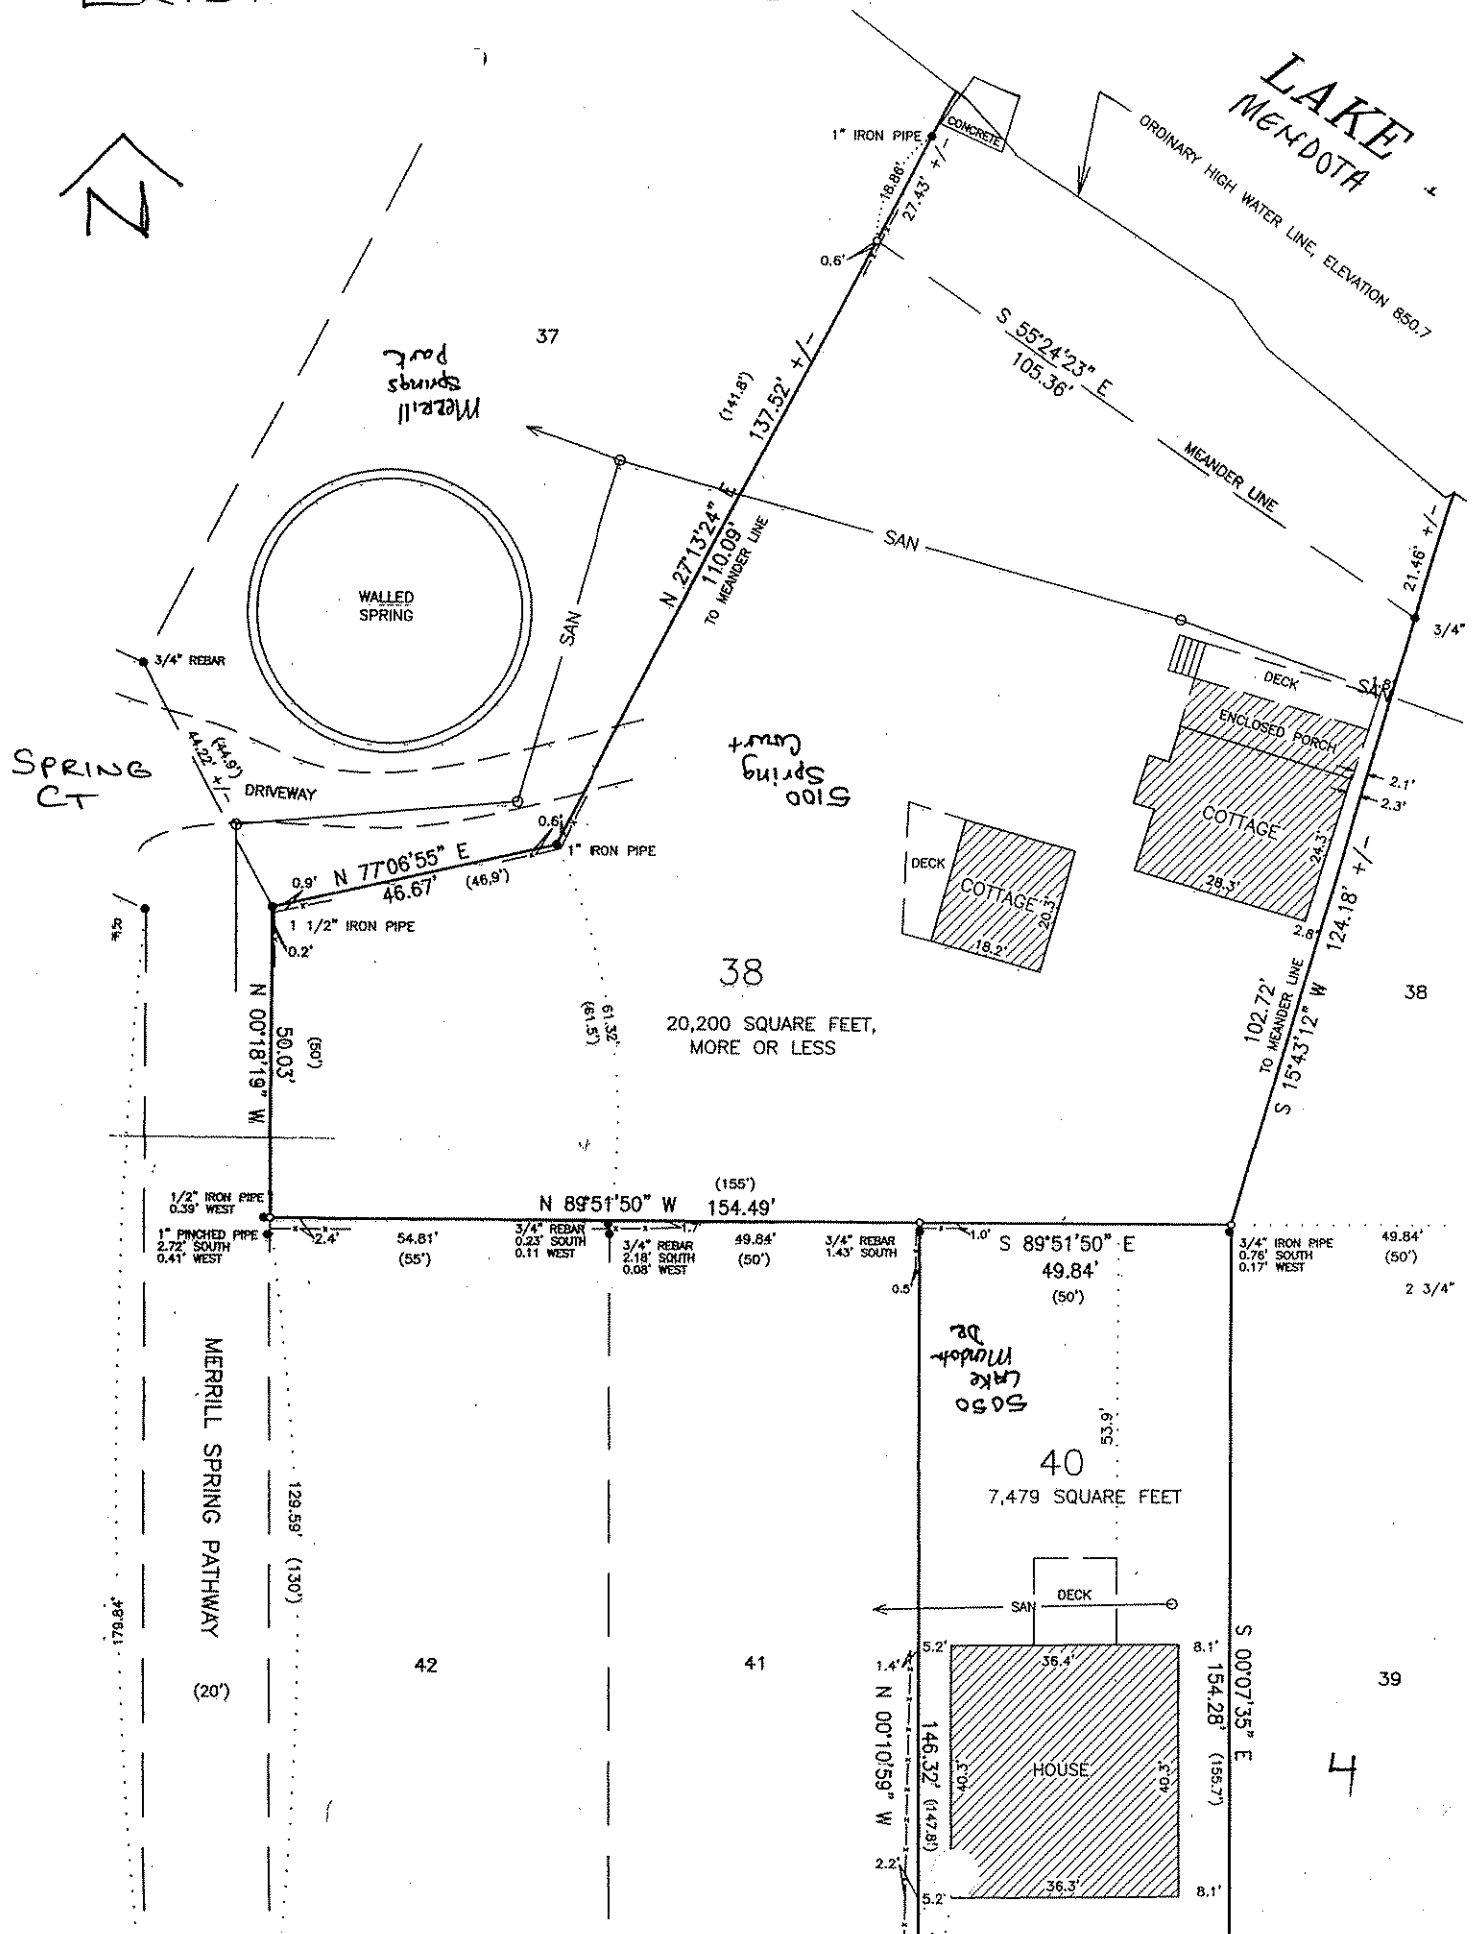 LAKE
MENDOTA
N
1" IRON PIPE
CONCRETE
ORDINARY HIGH WATER LINE, ELEVATION 850.7
18.86'
27.43' +/-
0.6'
37
Merrill
Springs
Park
S 55°24'23" E
105.36'
MEANDER LINE
(141.8')
137.52' +/-
N 27°13'24" E
110.09'
TO MEANDER LINE
SAN
SAN
21.46' +/-
3/4"
WALLED
SPRING
3/4" REBAR
DECK
SAN
1.8'
ENCLOSED PORCH
2.1'
2.3'
COTTAGE
24.3'
28.3'
2.8'
SPRING
CT
(44.9')
44.22' +/-
DRIVEWAY
5100
Spring
Court
0.6'
1" IRON PIPE
N 77°06'55" E
46.67'
(46.9')
0.9'
1 1/2" IRON PIPE
0.2'
DECK
COTTAGE
20.3'
18.2'
124.18' +/-
102.72'
TO MEANDER LINE
S 15°43'12" W
38
38
20,200 SQUARE FEET,
MORE OR LESS
61.32'
(61.5')
N 00°18'19" W
50.03'
(50')
(155')
N 89°51'50" W 154.49'
1/2" IRON PIPE
0.39' WEST
1" PINCHED PIPE
2.72' SOUTH
0.41' WEST
2.4'
54.81'
(55')
3/4" REBAR
0.23' SOUTH
0.11 WEST
1.7'
3/4" REBAR
2.18' SOUTH
0.08' WEST
49.84'
(50')
3/4" REBAR
1.43' SOUTH
1.0'
0.5'
S 89°51'50" E
49.84'
(50')
3/4" IRON PIPE
0.76' SOUTH
0.17' WEST
49.84'
(50')
2 3/4"
5050
Lake
Mendota
DR
53.9'
40
7,479 SQUARE FEET
MERRILL SPRING PATHWAY
(20')
129.59' (130')
179.84'
DECK
SAN
5.2'
36.4'
8.1'
1.4'
42
41
39
N 00°10'59" W
146.32' (147.8')
40.3'
HOUSE
40.3'
S 00°07'35" E
154.28' (155.7')
4
2.2'
5.2'
36.3'
8.1'